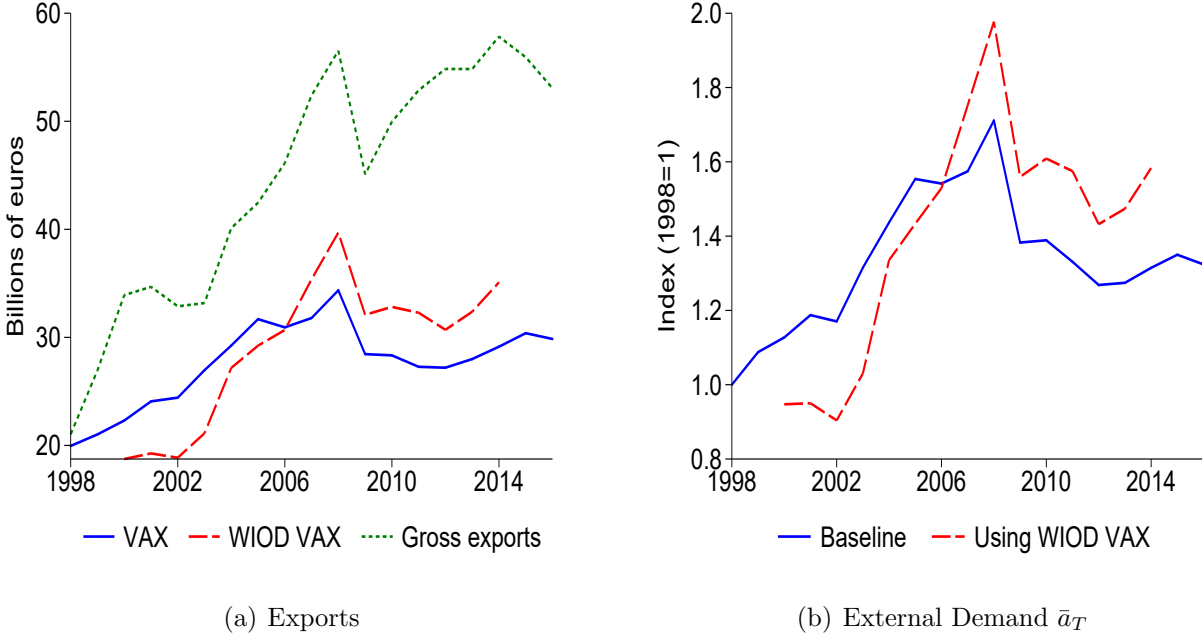 60
50
40
30
20
Billions of euros
1998 2002 2006 2010 2014
VAX WIOD VAX Gross exports
(a) Exports
2.0
1.8
1.6
1.4
1.2
1.0
0.8
Index (1998=1)
1998 2002 2006 2010 2014
Baseline Using WIOD VAX
(b) External Demand ā_T